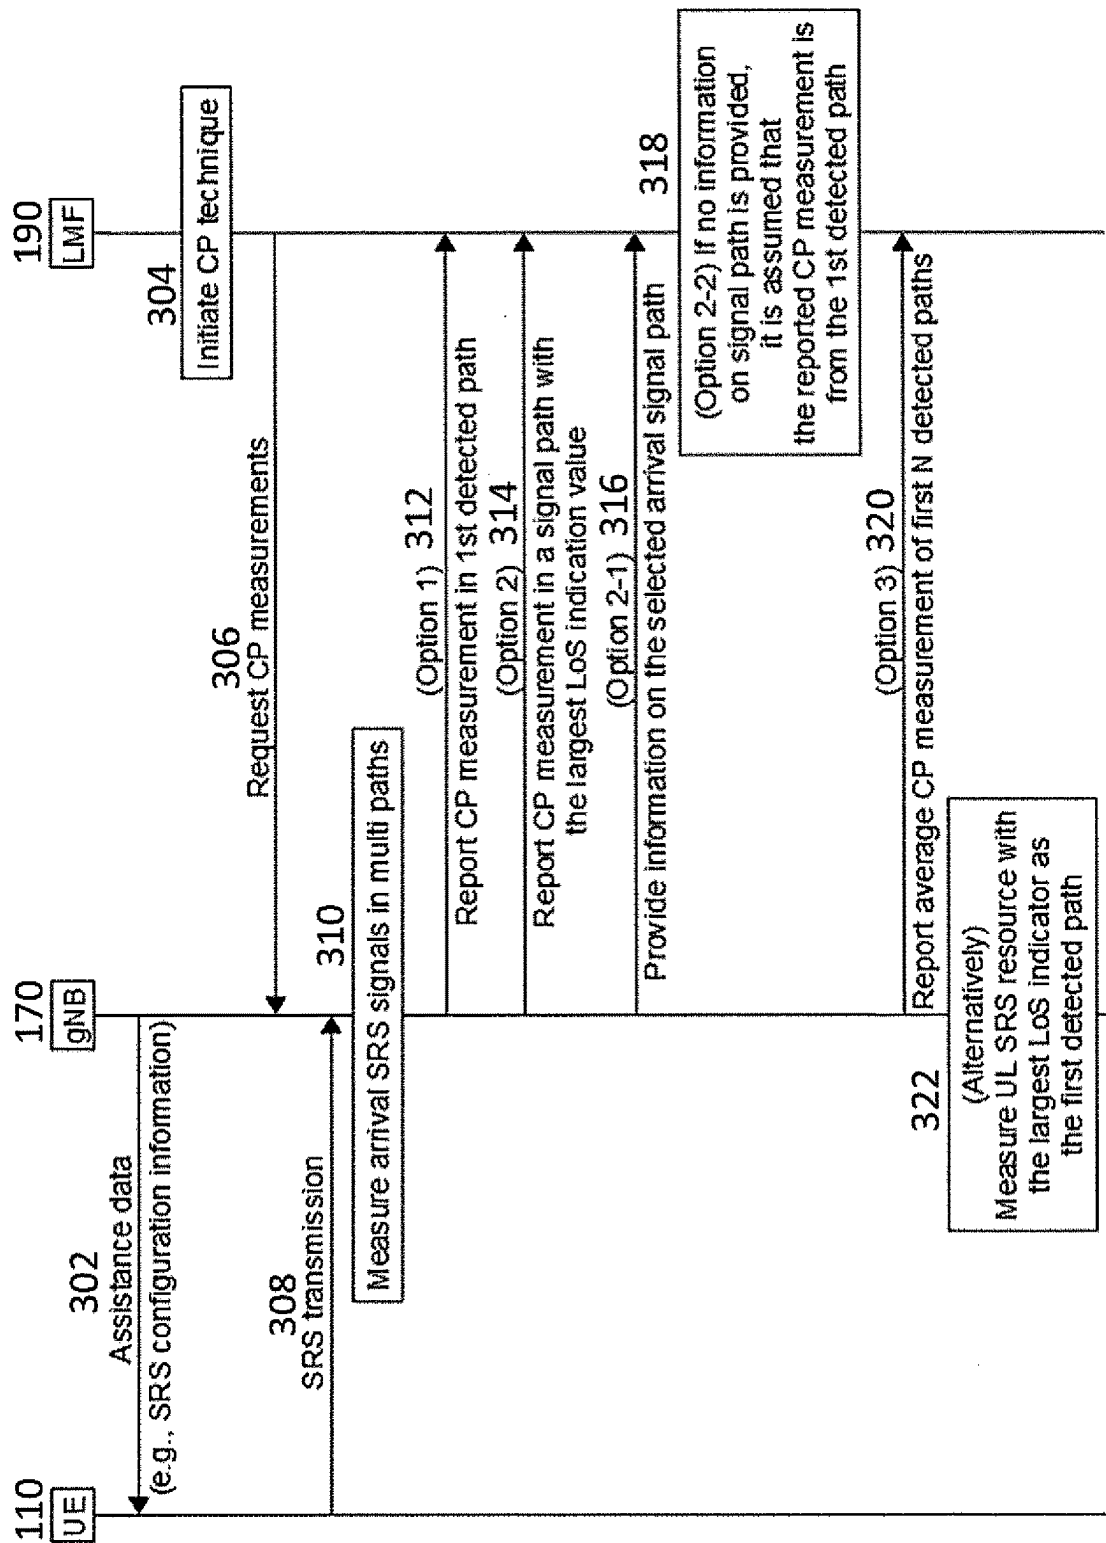 110
UE
170
gNB
190
LMF
302
Assistance data
(e.g., SRS configuration information)
304
Initiate CP technique
306
Request CP measurements
308
SRS transmission
310
Measure arrival SRS signals in multi paths
(Option 1) 312
Report CP measurement in 1st detected path
(Option 2) 314
Report CP measurement in a signal path with
the largest LoS indication value
(Option 2-1) 316
Provide information on the selected arrival signal path
318
(Option 2-2) If no information
on signal path is provided,
it is assumed that
the reported CP measurement is
from the 1st detected path
(Option 3) 320
Report average CP measurement of first N detected paths
322
(Alternatively)
Measure UL SRS resource with
the largest LoS indicator as
the first detected path